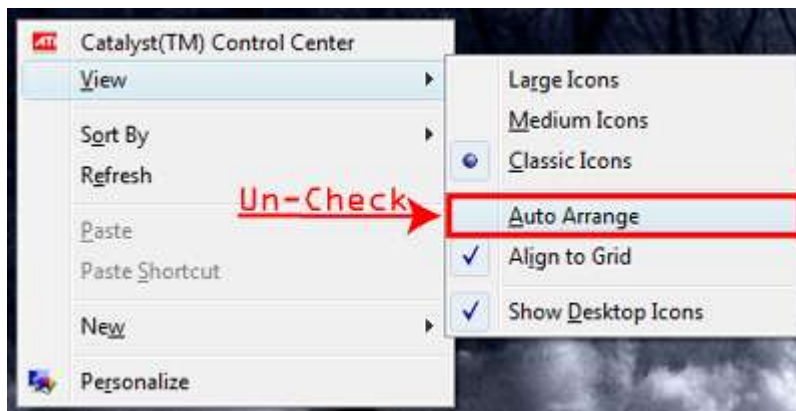 ATI Catalyst(TM) Control Center
View
Sort By
Refresh
Paste
Paste Shortcut
New
Personalize
Un-Check
Large Icons
Medium Icons
Classic Icons
Auto Arrange
Align to Grid
Show Desktop Icons